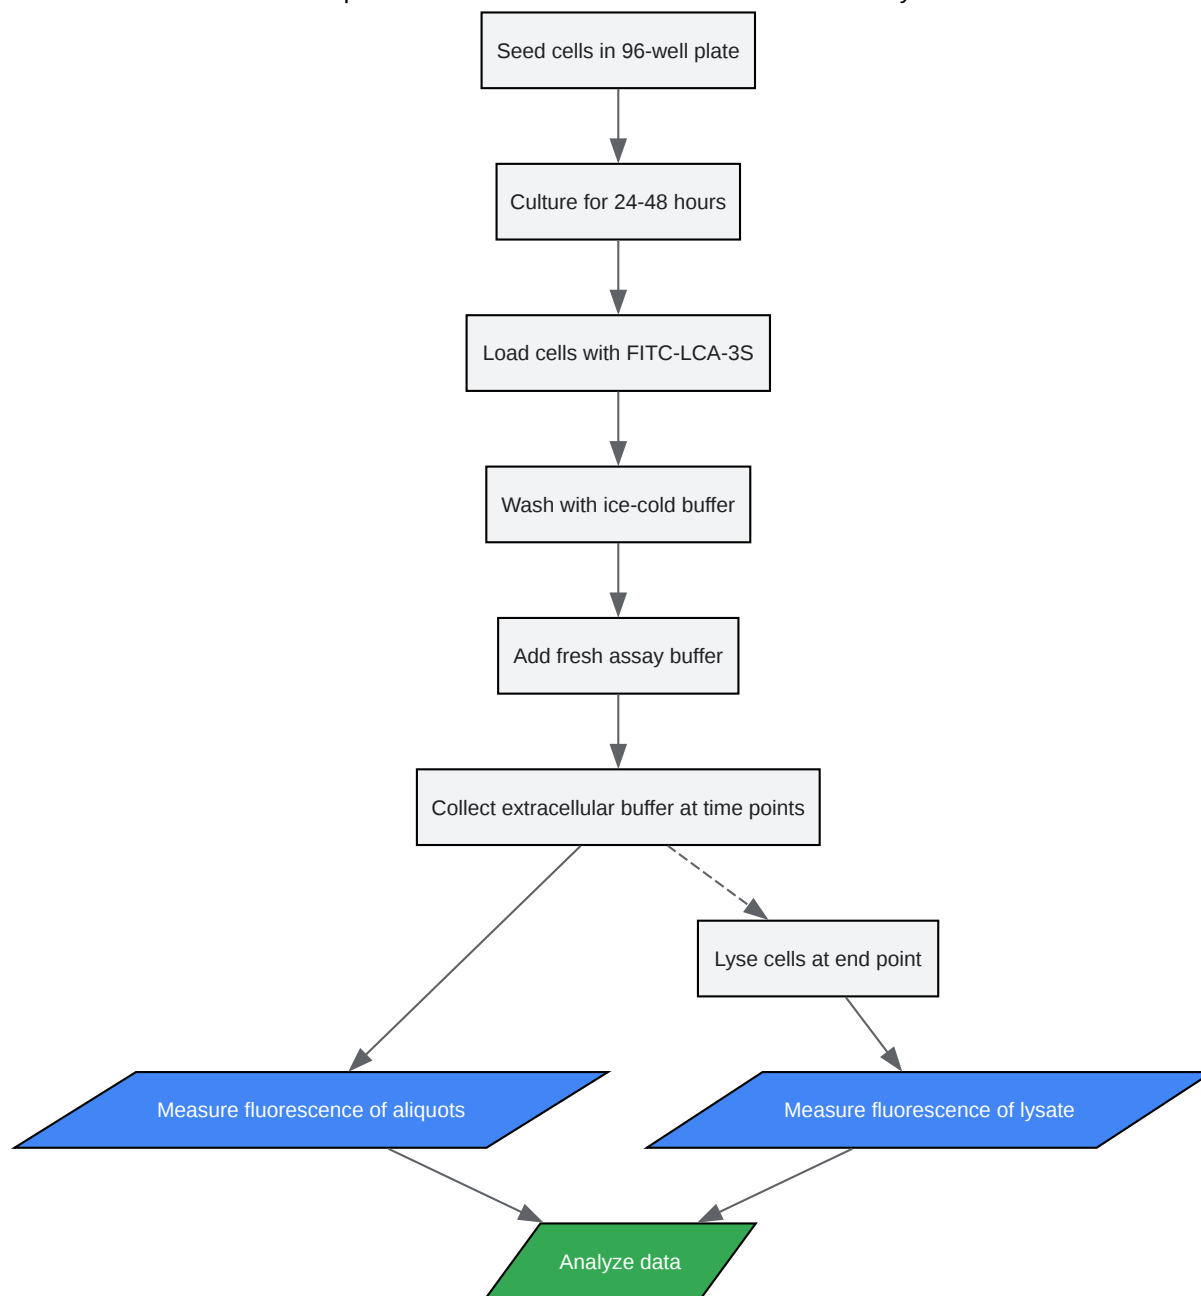 Seed cells in 96-well plate
Culture for 24-48 hours
Load cells with FITC-LCA-3S
Wash with ice-cold buffer
Add fresh assay buffer
Collect extracellular buffer at time points
Lyse cells at end point
Measure fluorescence of aliquots
Measure fluorescence of lysate
Analyze data